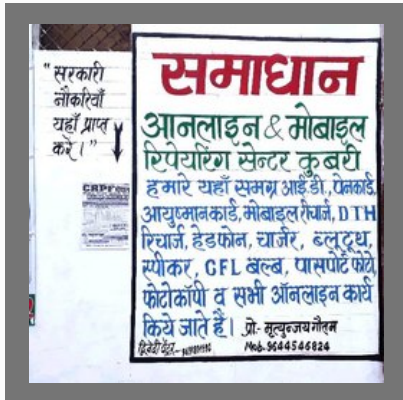 “सरकारी
नौकरियाँ
यहाँ प्राप्त
करें।”
CRPF
समाधान
आनलाइन & मोबाइल
रिपेयरिंग सेन्टर कुबरी
हमारे यहाँ समग्र आई.डी., पेनकार्ड,
आयुष्मानकार्ड, मोबाइल रीचार्ज, DTH
रिचार्ज, हेडफोन, चार्जर, ब्लूटूथ,
स्पीकर, CFL बल्ब, पासपोर्ट फोटो,
फोटोकॉपी व सभी ऑनलाइन कार्य
किये जाते हैं। प्रो.- मृत्युन्जय गौतम
Mob. 9644546824